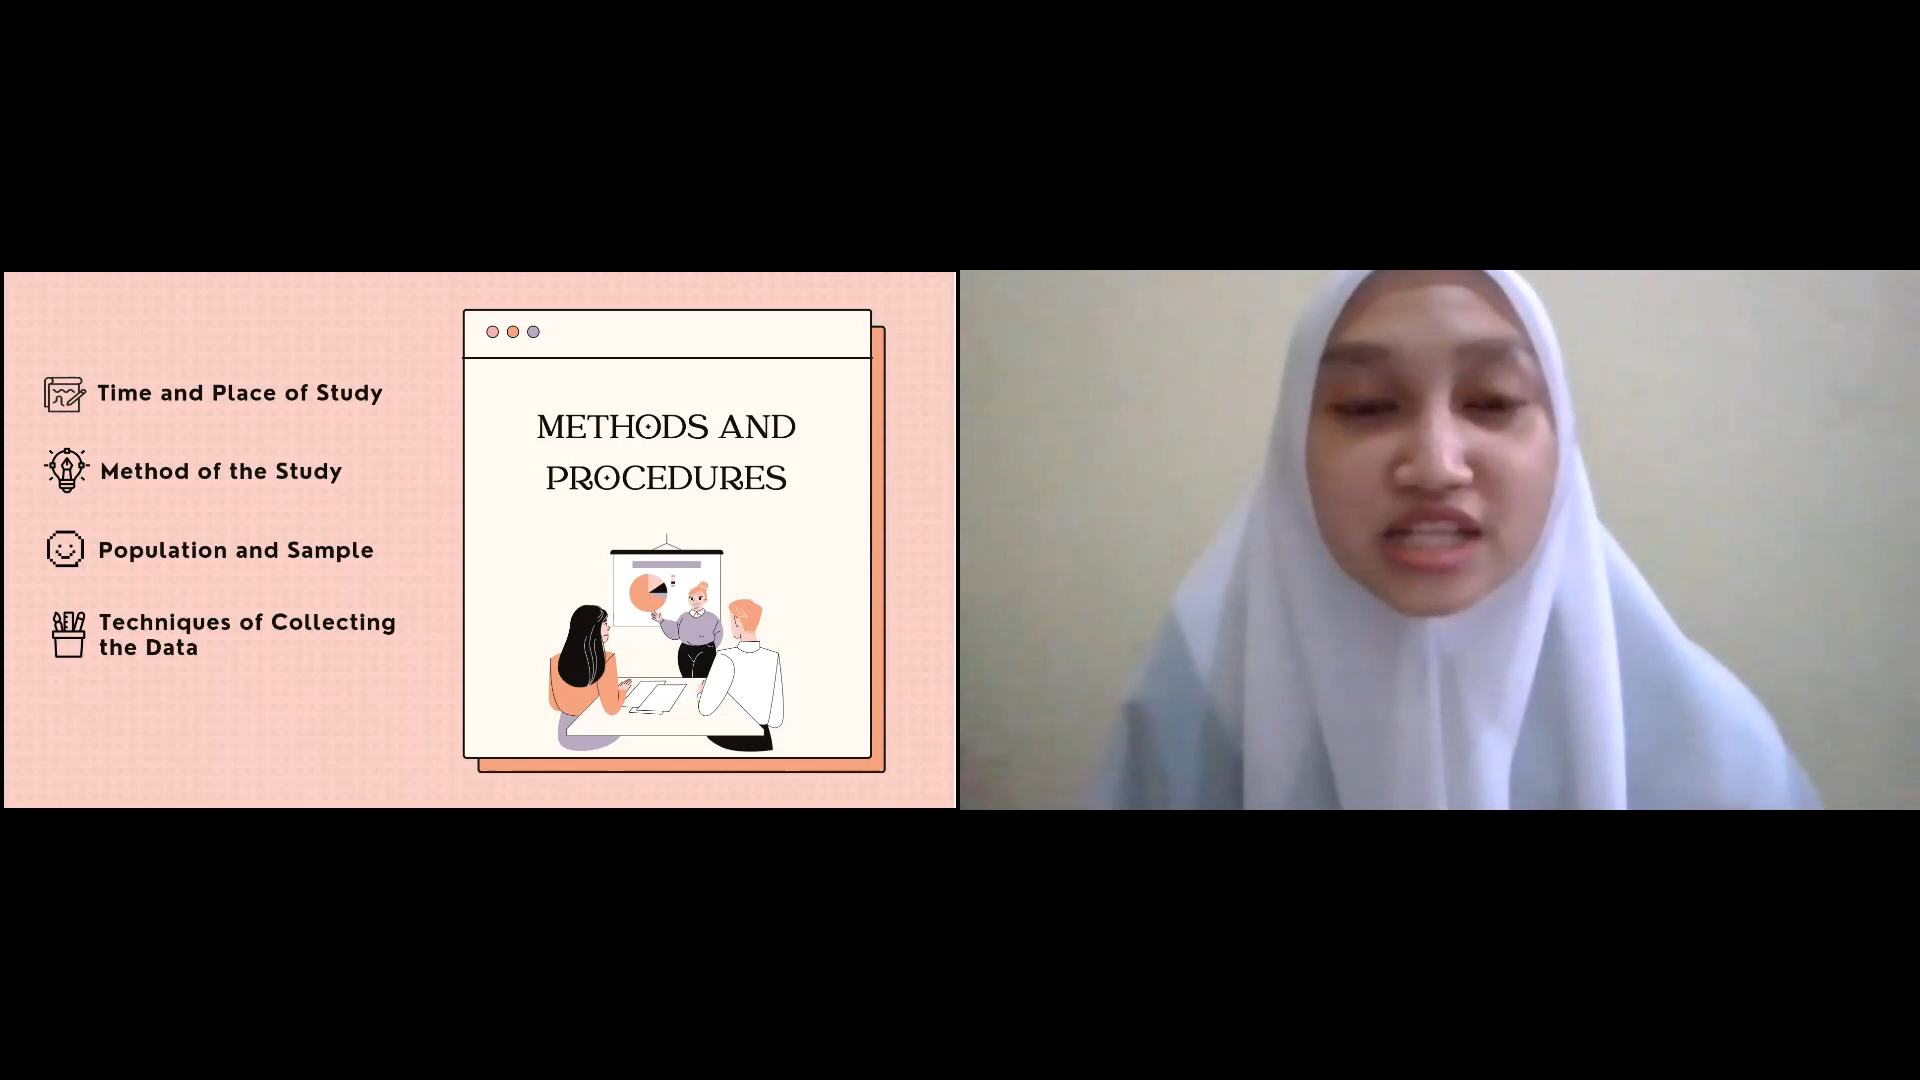 Time and Place of Study
Method of the Study
Population and Sample
Techniques of Collecting
the Data
METHODS AND
PROCEDURES